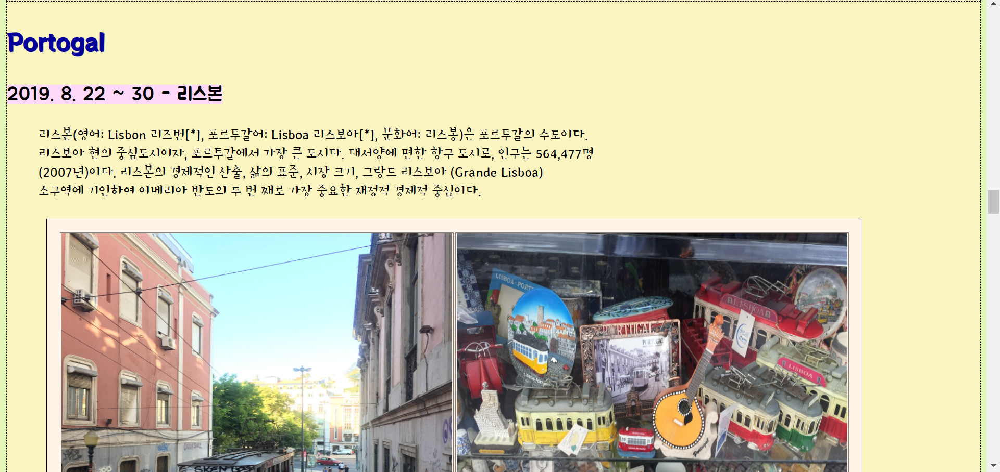 Portogal
2019. 8. 22 ~ 30 - 리스본
리스본(영어: Lisbon 리즈번[*], 포르투갈어: Lisboa 리스보아[*], 문화어: 리스봉)은 포르투갈의 수도이다.
리스보아 현의 중심도시이자, 포르투갈에서 가장 큰 도시다. 대서양에 면한 항구 도시로, 인구는 564,477명
(2007년)이다. 리스본의 경제적인 산출, 삶의 표준, 시장 크기, 그랑드 리스보아 (Grande Lisboa)
소구역에 기인하여 이베리아 반도의 두 번 째로 가장 중요한 재정적 경제적 중심이다.
LISBOA-PORTU
LISBOA
PORTUGAL
PORTUGAL
detail
item
LISBOA
LISBOA-PORTUGAL
Portugal